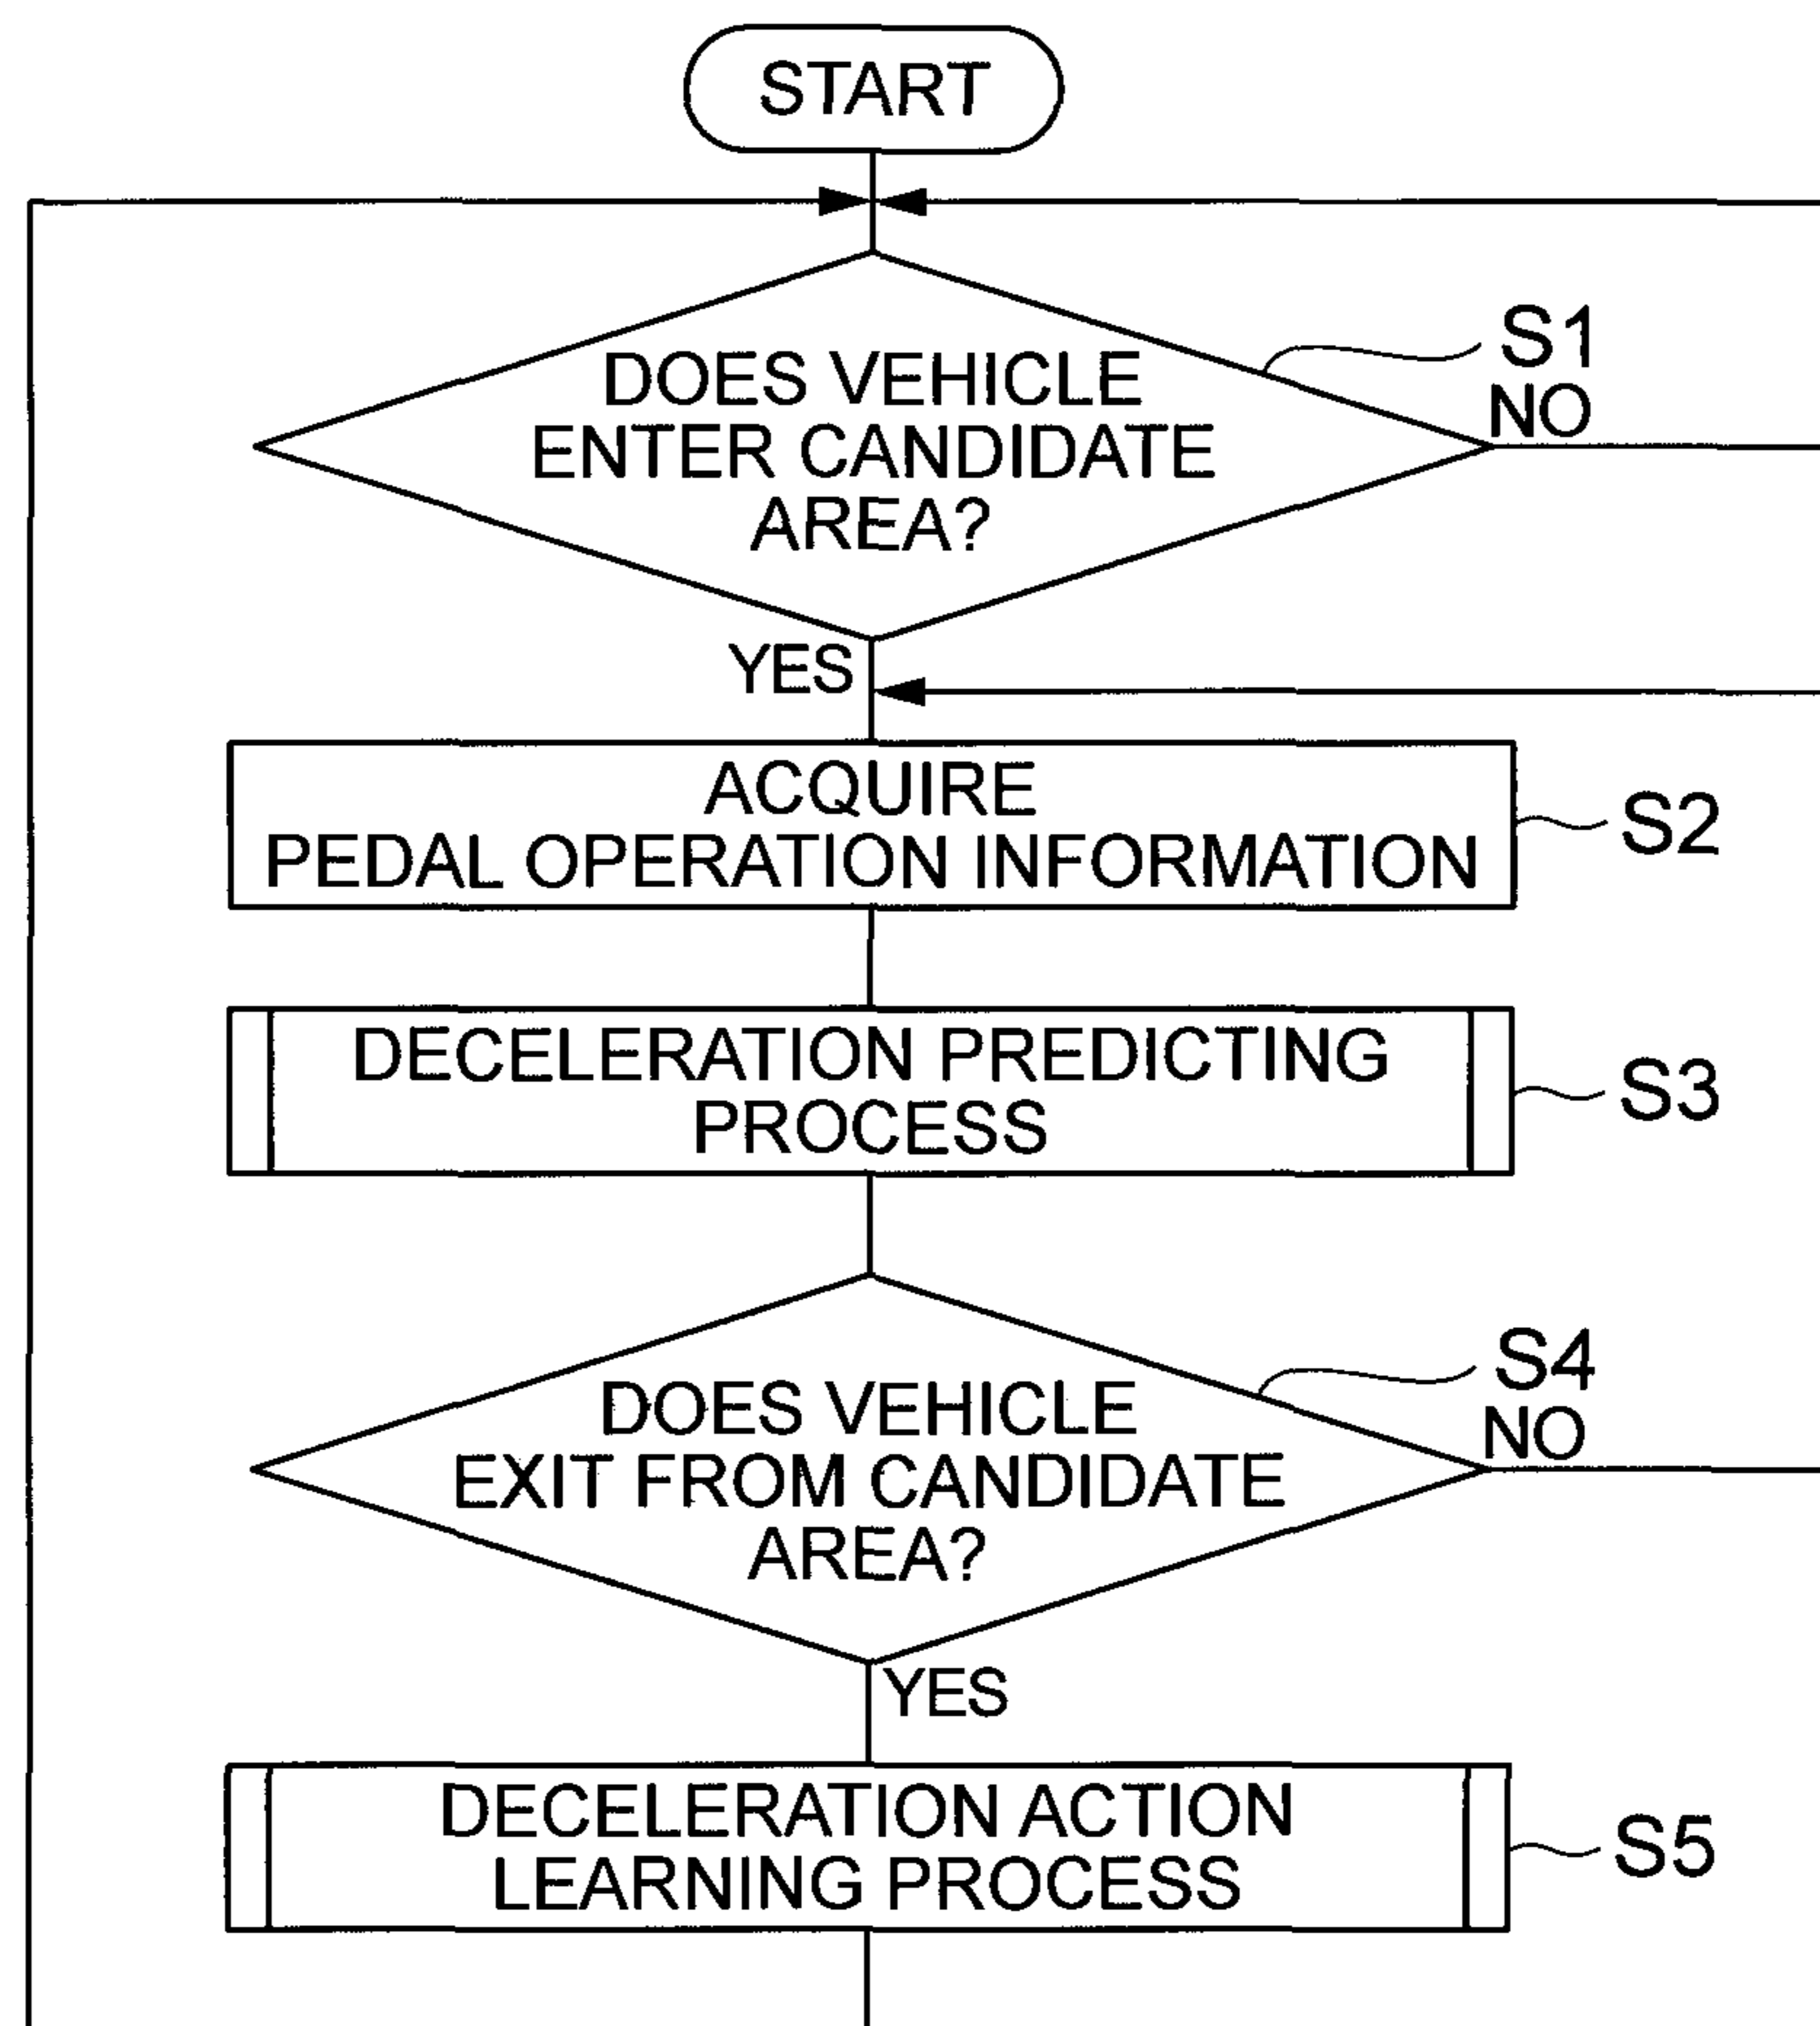 START
DOES VEHICLE
ENTER CANDIDATE
AREA?
S1
NO
YES
ACQUIRE
PEDAL OPERATION INFORMATION
S2
DECELERATION PREDICTING
PROCESS
S3
DOES VEHICLE
EXIT FROM CANDIDATE
AREA?
S4
NO
YES
DECELERATION ACTION
LEARNING PROCESS
S5